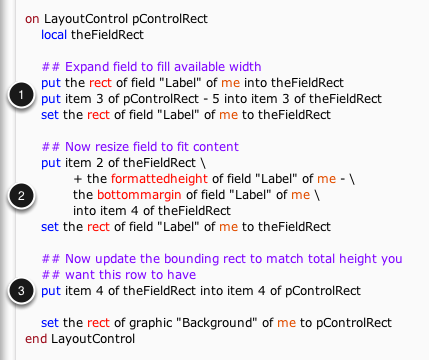 on LayoutControl pControlRect
local theFieldRect
## Expand field to fill available width
1 put the rect of field "Label" of me into theFieldRect
put item 3 of pControlRect - 5 into item 3 of theFieldRect
set the rect of field "Label" of me to theFieldRect
## Now resize field to fit content
put item 2 of theFieldRect \
+ the formattedheight of field "Label" of me - \
2 the bottommargin of field "Label" of me \
into item 4 of theFieldRect
set the rect of field "Label" of me to theFieldRect
## Now update the bounding rect to match total height you
## want this row to have
3 put item 4 of theFieldRect into item 4 of pControlRect
set the rect of graphic "Background" of me to pControlRect
end LayoutControl